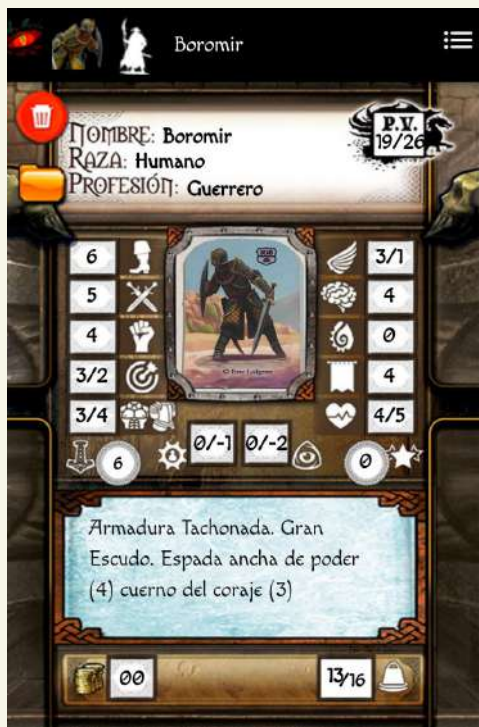 Boromir
NOMBRE: Boromir
P.V.
19/26
RAZA: Humano
PROFESIÓN: Guerrero
6
3/1
5
4
4
0
3/2
4
3/4
4/5
6
0/-1
0/-2
0
Armadura Tachonada. Gran
Escudo. Espada ancha de poder
(4) cuerno del coraje (3)
00
13/16